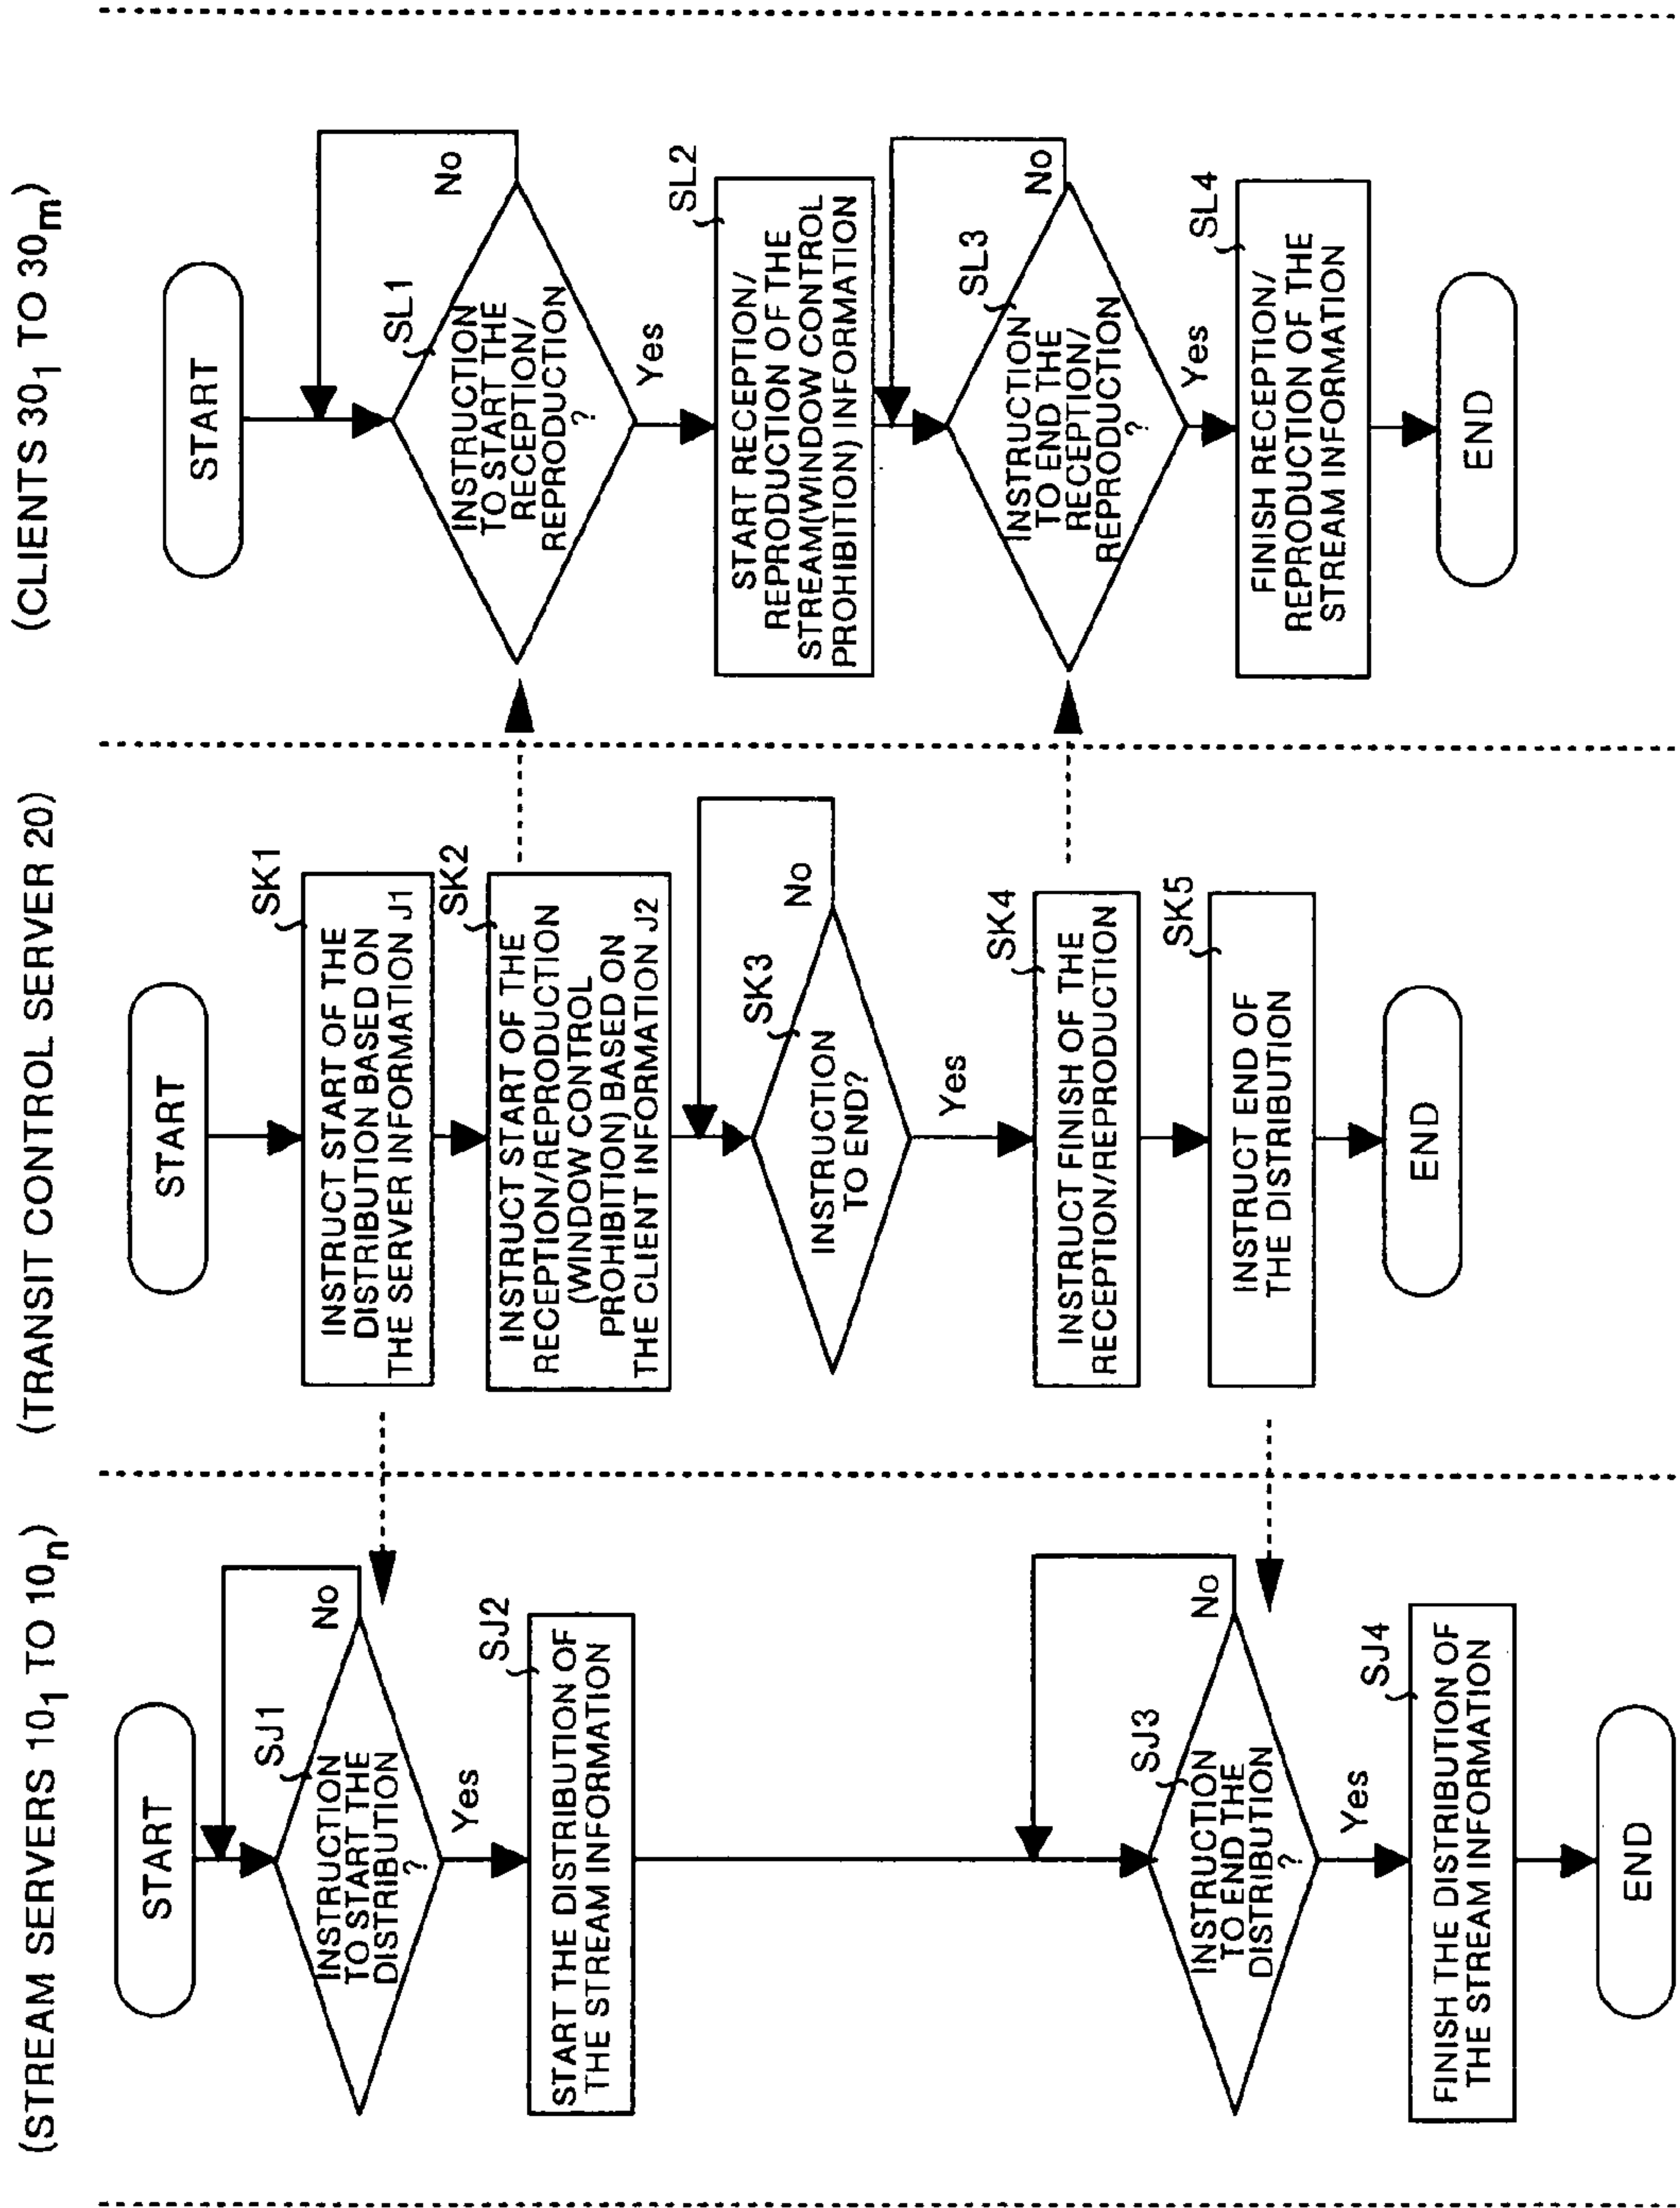 (STREAM SERVERS 10₁ TO 10ₙ)
START
SJ1
INSTRUCTION
TO START THE
DISTRIBUTION
?
No
Yes
SJ2
START THE DISTRIBUTION OF
THE STREAM INFORMATION
SJ3
INSTRUCTION
TO END THE
DISTRIBUTION
?
No
Yes
SJ4
FINISH THE DISTRIBUTION OF
THE STREAM INFORMATION
END
(TRANSIT CONTROL SERVER 20)
START
SK1
INSTRUCT START OF THE
DISTRIBUTION BASED ON
THE SERVER INFORMATION J1
SK2
INSTRUCT START OF THE
RECEPTION/REPRODUCTION
(WINDOW CONTROL
PROHIBITION) BASED ON
THE CLIENT INFORMATION J2
SK3
INSTRUCTION
TO END?
No
Yes
SK4
INSTRUCT FINISH OF THE
RECEPTION/REPRODUCTION
SK5
INSTRUCT END OF
THE DISTRIBUTION
END
(CLIENTS 30₁ TO 30ₘ)
START
SL1
INSTRUCTION
TO START THE
RECEPTION/
REPRODUCTION
?
No
Yes
SL2
START RECEPTION/
REPRODUCTION OF THE
STREAM(WINDOW CONTROL
PROHIBITION) INFORMATION
SL3
INSTRUCTION
TO END THE
RECEPTION/
REPRODUCTION
?
No
Yes
SL4
FINISH RECEPTION/
REPRODUCTION OF THE
STREAM INFORMATION
END